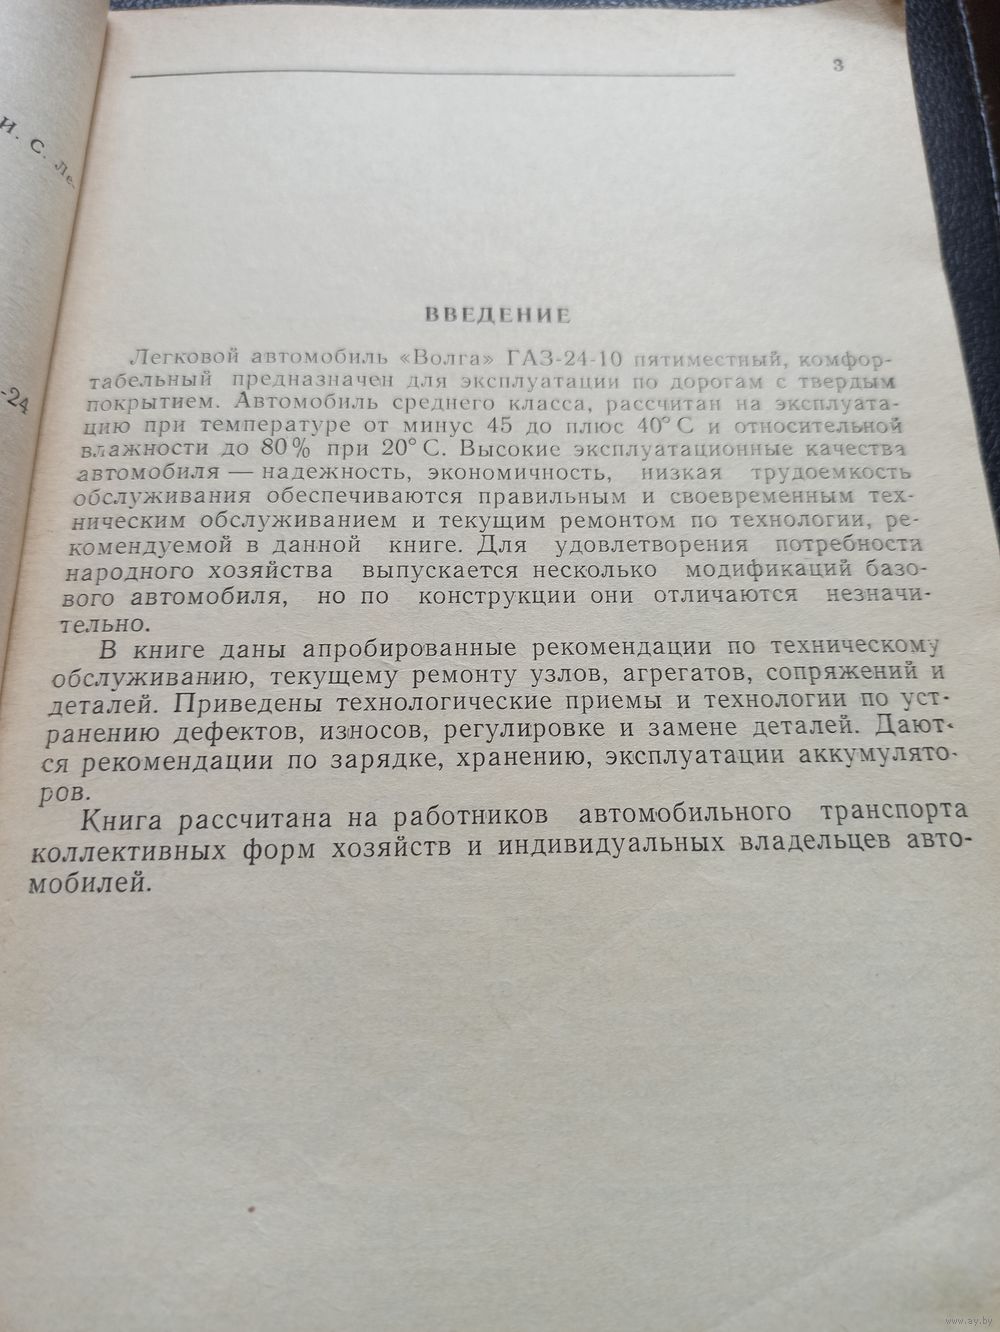 И. С. Ле-
-24
3
ВВЕДЕНИЕ
Легковой автомобиль «Волга» ГАЗ-24-10 пятиместный, комфор-
табельный предназначен для эксплуатации по дорогам с твердым
покрытием. Автомобиль среднего класса, рассчитан на эксплуата-
цию при температуре от минус 45 до плюс 40° С и относительной
влажности до 80% при 20° С. Высокие эксплуатационные качества
автомобиля — надежность, экономичность, низкая трудоемкость
обслуживания обеспечиваются правильным и своевременным тех-
ническим обслуживанием и текущим ремонтом по технологии, ре-
комендуемой в данной книге. Для удовлетворения потребности
народного хозяйства выпускается несколько модификаций базо-
вого автомобиля, но по конструкции они отличаются незначи-
тельно.
В книге даны апробированные рекомендации по техническому
обслуживанию, текущему ремонту узлов, агрегатов, сопряжений и
деталей. Приведены технологические приемы и технологии по уст-
ранению дефектов, износов, регулировке и замене деталей. Дают-
ся рекомендации по зарядке, хранению, эксплуатации аккумулято-
ров.
Книга рассчитана на работников автомобильного транспорта
коллективных форм хозяйств и индивидуальных владельцев авто-
мобилей.
www.ay.by